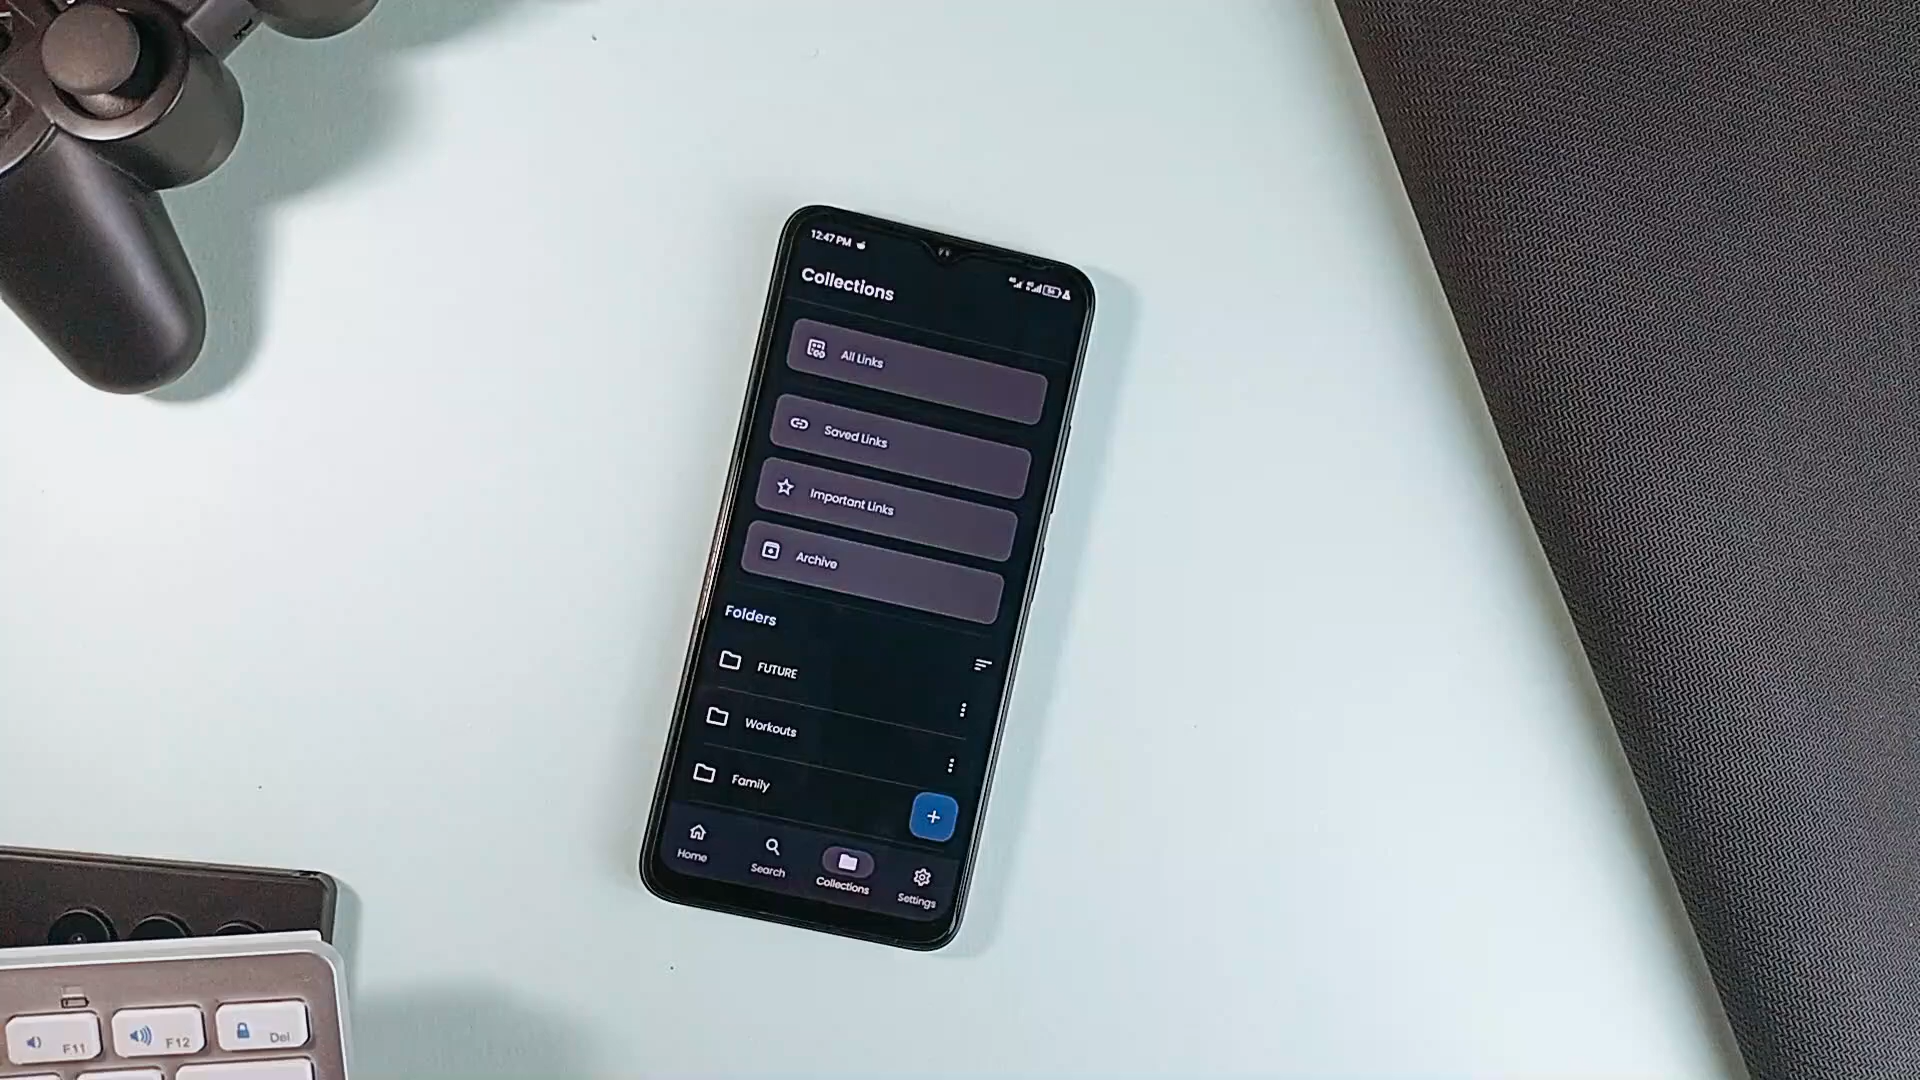 12:47 PM
Collections
All Links
Saved Links
Important Links
Archive
Folders
FUTURE
Workouts
Family
Home
Search
Collections
Settings
F11
F12
Del